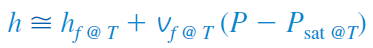 h ≅ h_{f @ T} + v_{f @ T} (P − P_{sat @T})